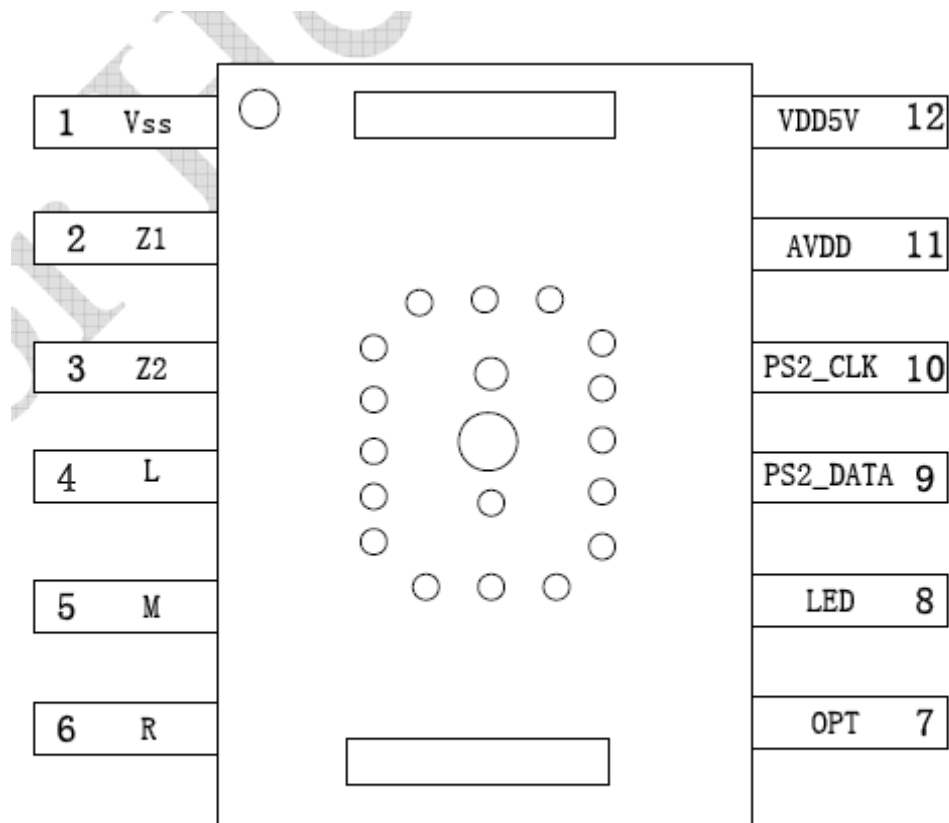 1 Vss
2 Z1
3 Z2
4 L
5 M
6 R
VDD5V 12
AVDD 11
PS2_CLK 10
PS2_DATA 9
LED 8
OPT 7